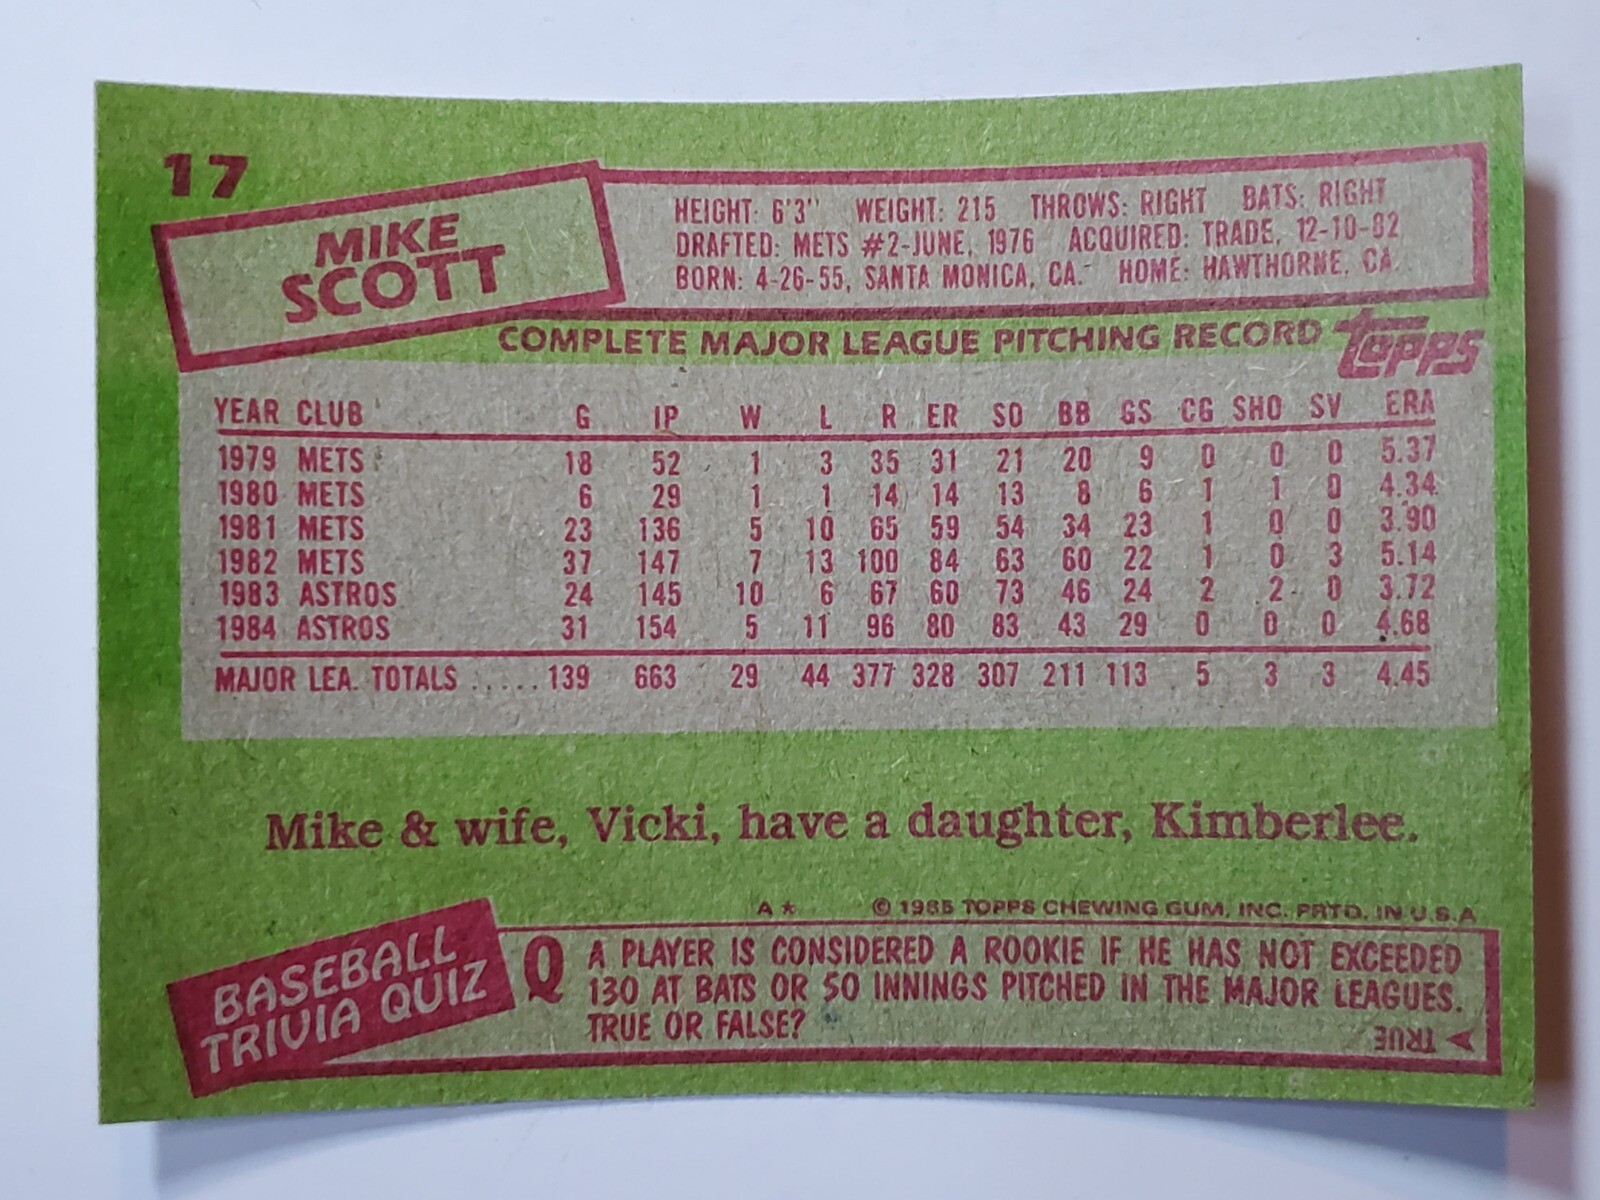 17
MIKE
SCOTT
HEIGHT: 6'3" WEIGHT: 215 THROWS: RIGHT BATS: RIGHT
DRAFTED: METS #2-JUNE, 1976 ACQUIRED: TRADE, 12-10-82
BORN: 4-26-55, SANTA MONICA, CA. HOME: HAWTHORNE, CA.
COMPLETE MAJOR LEAGUE PITCHING RECORD topps
YEAR CLUB G IP W L R ER SO BB GS CG SHO SV ERA
1979 METS 18 52 1 3 35 31 21 20 9 0 0 0 5.37
1980 METS 6 29 1 1 14 14 13 8 6 1 1 0 4.34
1981 METS 23 136 5 10 65 59 54 34 23 1 0 0 3.90
1982 METS 37 147 7 13 100 84 63 60 22 1 0 3 5.14
1983 ASTROS 24 145 10 6 67 60 73 46 24 2 2 0 3.72
1984 ASTROS 31 154 5 11 96 80 83 43 29 0 0 0 4.68
MAJOR LEA. TOTALS ..... 139 663 29 44 377 328 307 211 113 5 3 3 4.45
Mike & wife, Vicki, have a daughter, Kimberlee.
A* © 1985 TOPPS CHEWING GUM, INC. PRTD. IN U.S.A.
BASEBALL
TRIVIA QUIZ
Q A PLAYER IS CONSIDERED A ROOKIE IF HE HAS NOT EXCEEDED
130 AT BATS OR 50 INNINGS PITCHED IN THE MAJOR LEAGUES.
TRUE OR FALSE?
TRUE